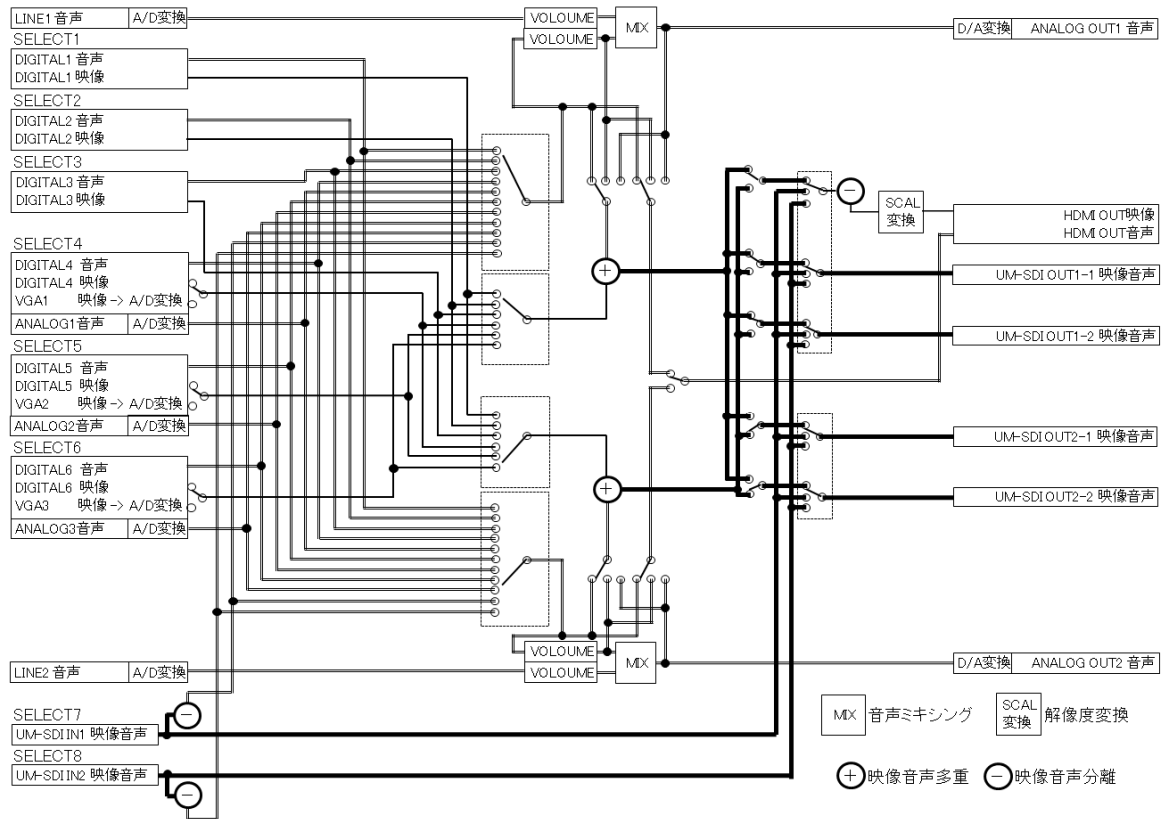 LINE1 音声 A/D変換
VOLOUME
VOLOUME
MIX
D/A変換 ANALOG OUT1 音声
SELECT1
DIGITAL1 音声
DIGITAL1 映像
SELECT2
DIGITAL2 音声
DIGITAL2 映像
SELECT3
DIGITAL3 音声
DIGITAL3 映像
SELECT4
DIGITAL4 音声
DIGITAL4 映像
VGA1 映像 -> A/D変換
ANALOG1音声 A/D変換
SELECT5
DIGITAL5 音声
DIGITAL5 映像
VGA2 映像-> A/D変換
ANALOG2音声 A/D変換
SELECT6
DIGITAL6 音声
DIGITAL6 映像
VGA3 映像-> A/D変換
ANALOG3音声 A/D変換
+
+
−
SCAL
変換
HDMI OUT映像
HDMI OUT音声
UM-SDI OUT1-1 映像音声
UM-SDI OUT1-2 映像音声
UM-SDI OUT2-1 映像音声
UM-SDI OUT2-2 映像音声
VOLOUME
VOLOUME
MIX
D/A変換 ANALOG OUT2 音声
LINE2 音声 A/D変換
−
SELECT7
UM-SDI IN1 映像音声
SELECT8
UM-SDI IN2 映像音声
−
MIX 音声ミキシング
SCAL
変換 解像度変換
+ 映像音声多重
− 映像音声分離